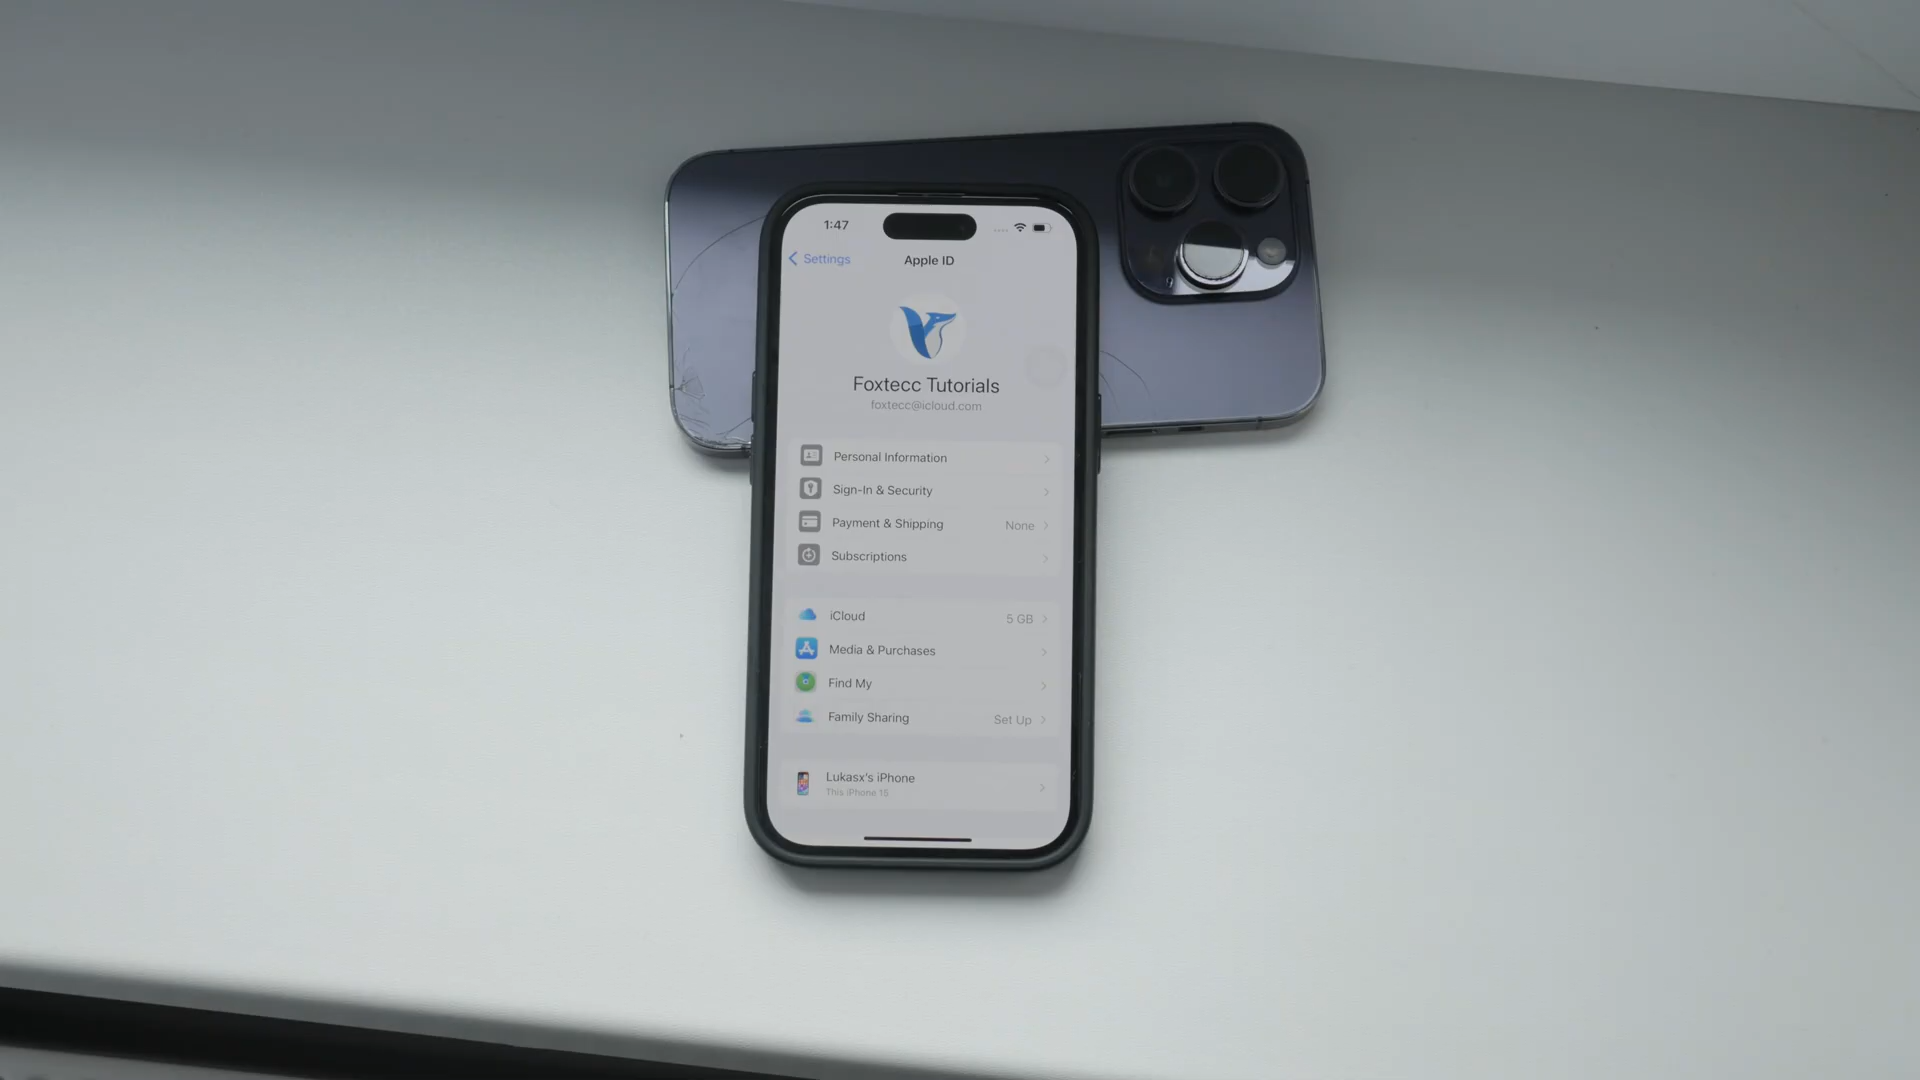 1:47
Settings
Apple ID
Foxtecc Tutorials
foxtecc@icloud.com
Personal Information
Sign-In & Security
Payment & Shipping None
Subscriptions
iCloud 5 GB
Media & Purchases
Find My
Family Sharing Set Up
Lukasx's iPhone
This iPhone 15